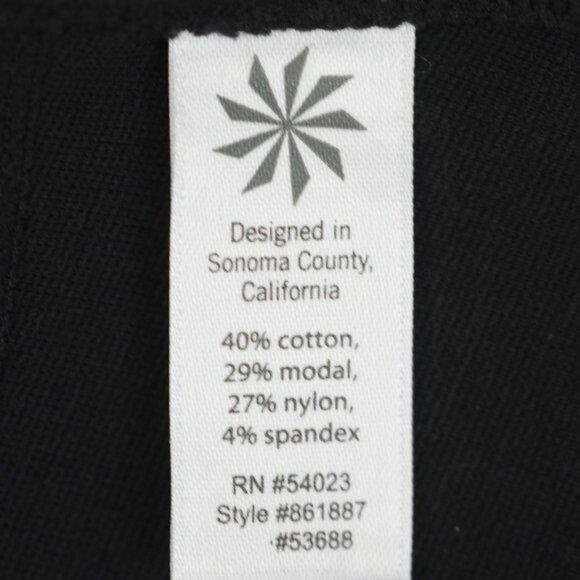 Designed in
Sonoma County,
California
40% cotton,
29% modal,
27% nylon,
4% spandex
RN #54023
Style #861887
#53688